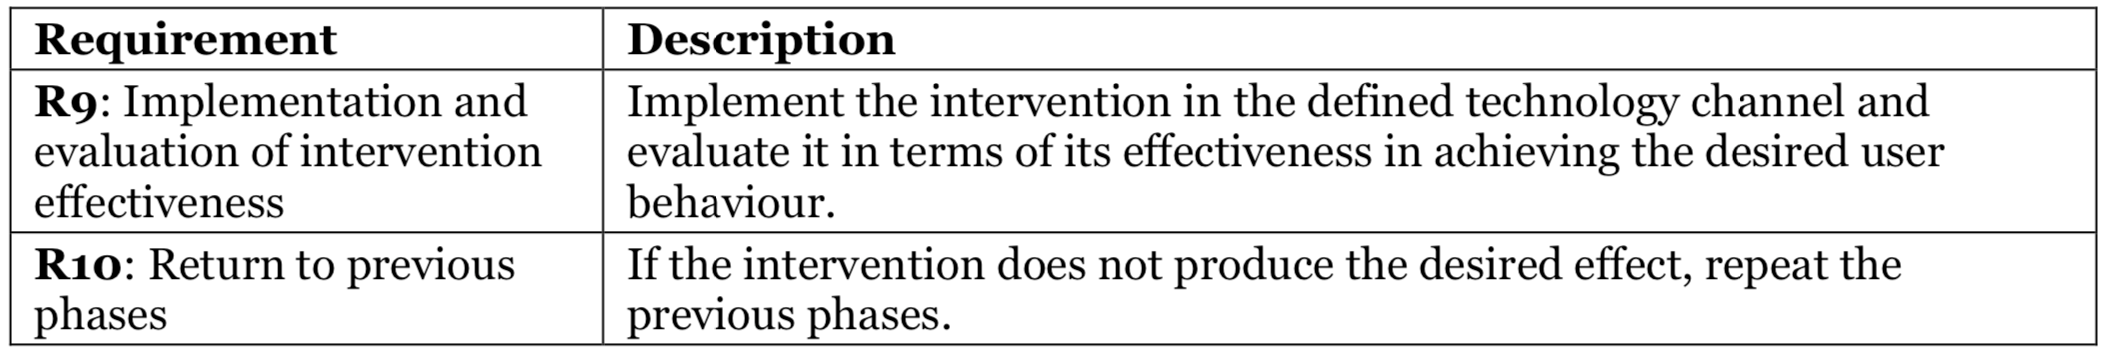 Requirement
Description
R9: Implementation and
evaluation of intervention
effectiveness
Implement the intervention in the defined technology channel and
evaluate it in terms of its effectiveness in achieving the desired user
behaviour.
R10: Return to previous
phases
If the intervention does not produce the desired effect, repeat the
previous phases.